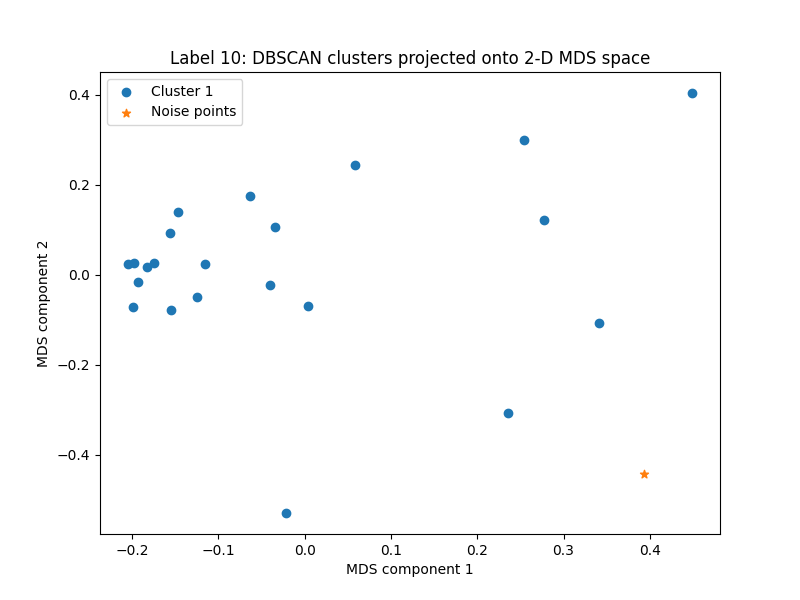 Label 10: DBSCAN clusters projected onto 2-D MDS space
Cluster 1
Noise points
0.4
0.2
0.0
−0.2
−0.4
MDS component 2
−0.2
−0.1
0.0
0.1
0.2
0.3
0.4
MDS component 1